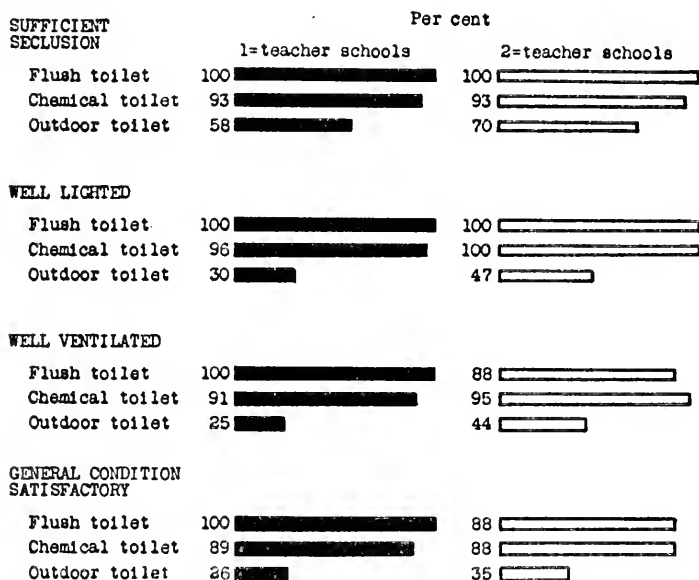 Per cent
SUFFICIENT
SECLUSION
1=teacher schools 2=teacher schools
Flush toilet 100 100
Chemical toilet 93 93
Outdoor toilet 58 70
WELL LIGHTED
Flush toilet 100 100
Chemical toilet 96 100
Outdoor toilet 30 47
WELL VENTILATED
Flush toilet 100 88
Chemical toilet 91 95
Outdoor toilet 25 44
GENERAL CONDITION
SATISFACTORY
Flush toilet 100 88
Chemical toilet 89 88
Outdoor toilet 26 35